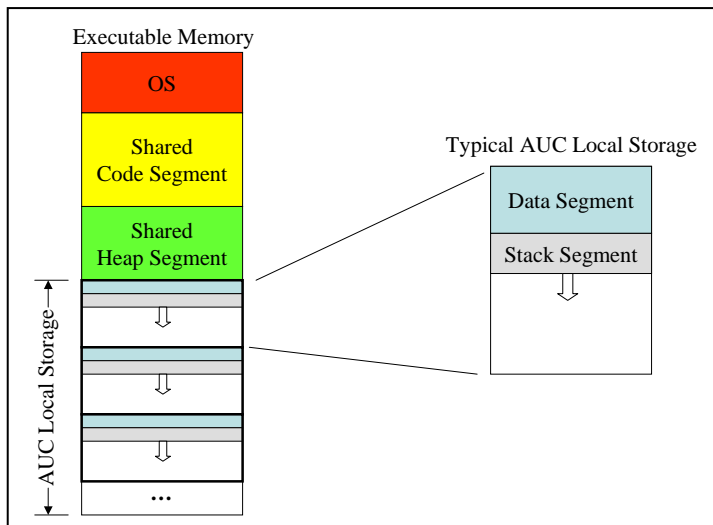 Executable Memory
OS
Shared
Code Segment
Shared
Heap Segment
AUC Local Storage
...
Typical AUC Local Storage
Data Segment
Stack Segment